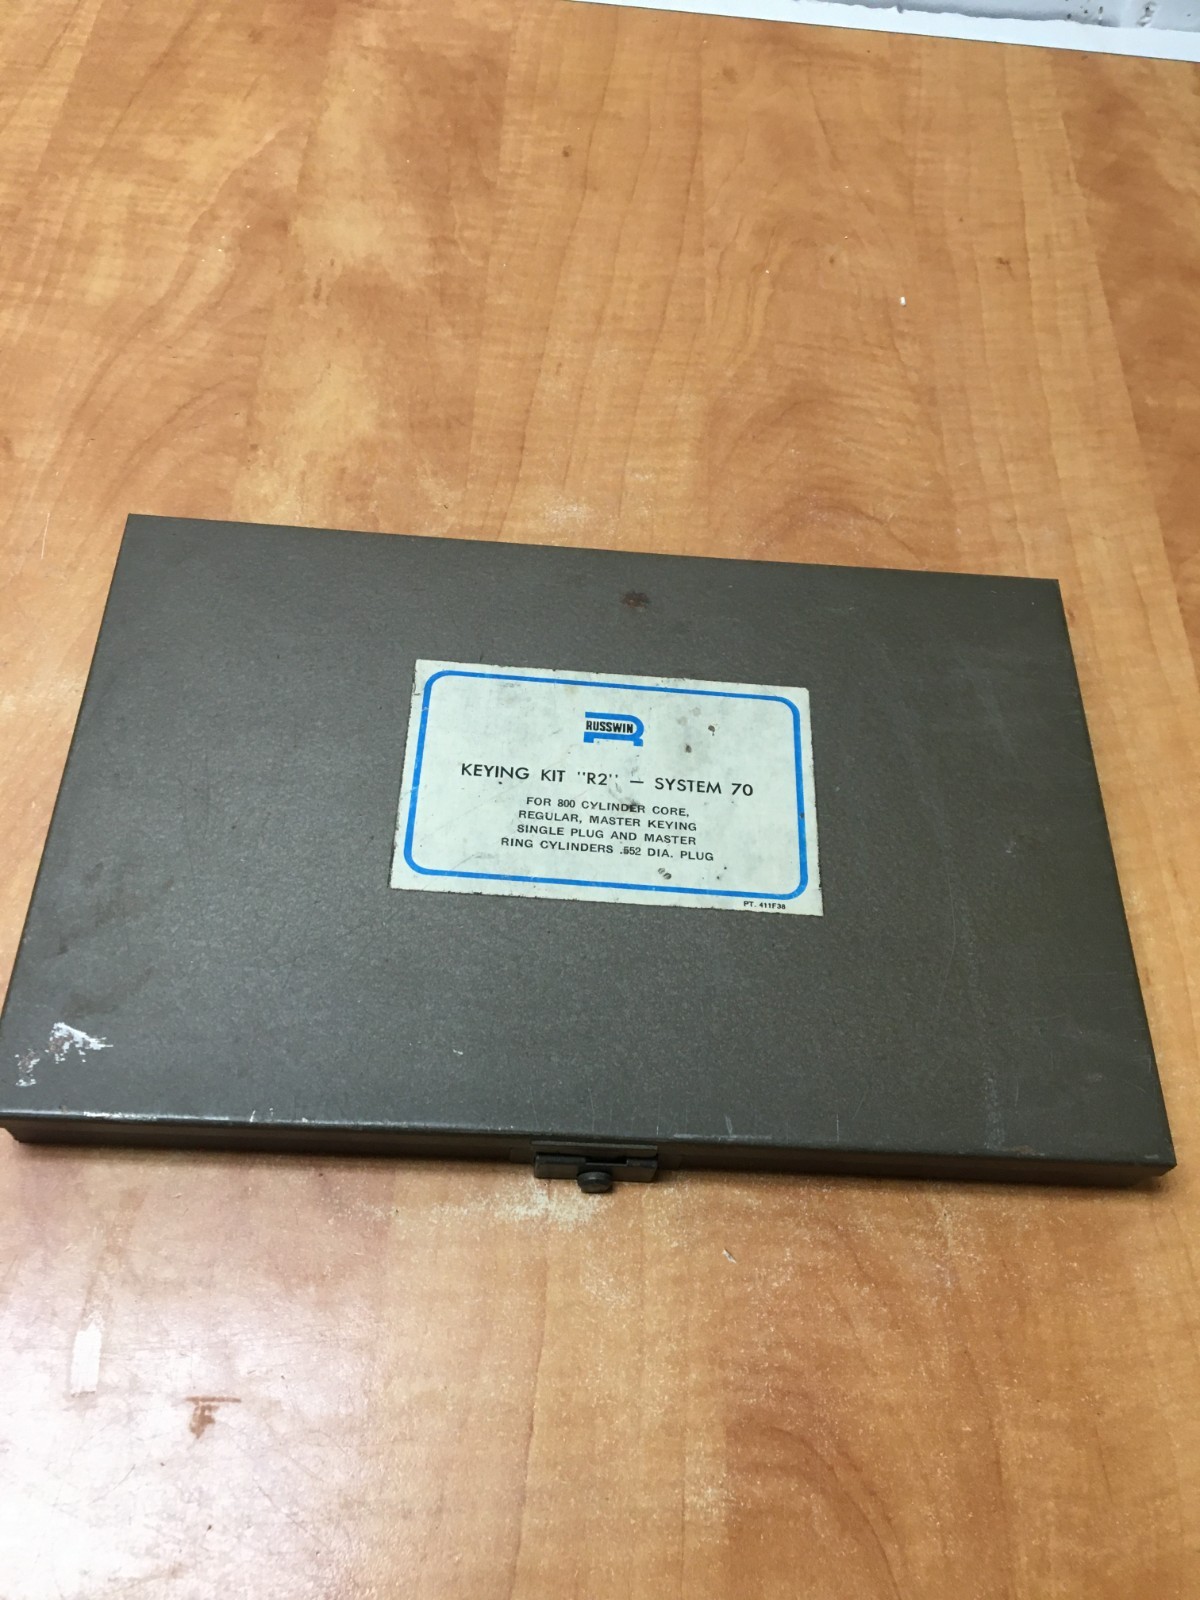 RUSSWIN
KEYING KIT "R2" — SYSTEM 70
FOR 800 CYLINDER CORE,
REGULAR, MASTER KEYING
SINGLE PLUG AND MASTER
RING CYLINDERS .552 DIA. PLUG
PT. 411F38